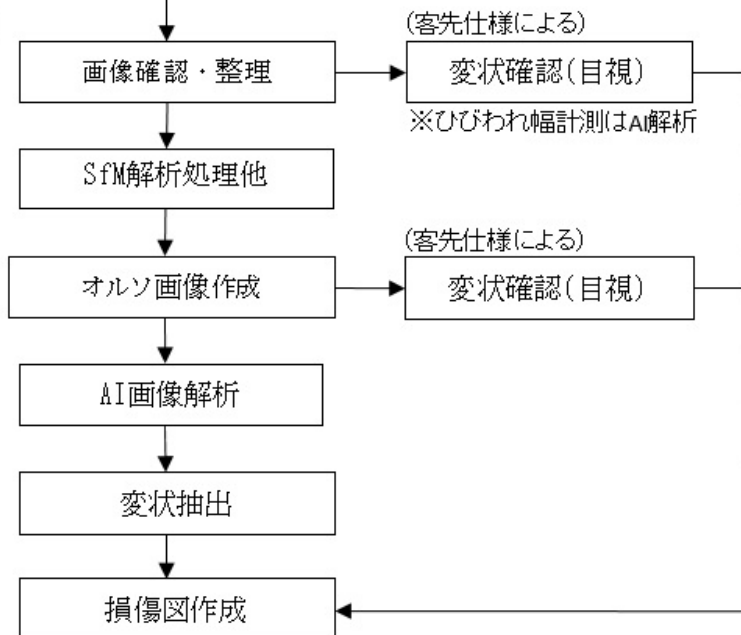 (客先仕様による)
画像確認・整理
変状確認(目視)
※ひびわれ幅計測はAI解析
SfM解析処理他
(客先仕様による)
オルソ画像作成
変状確認(目視)
AI画像解析
変状抽出
損傷図作成